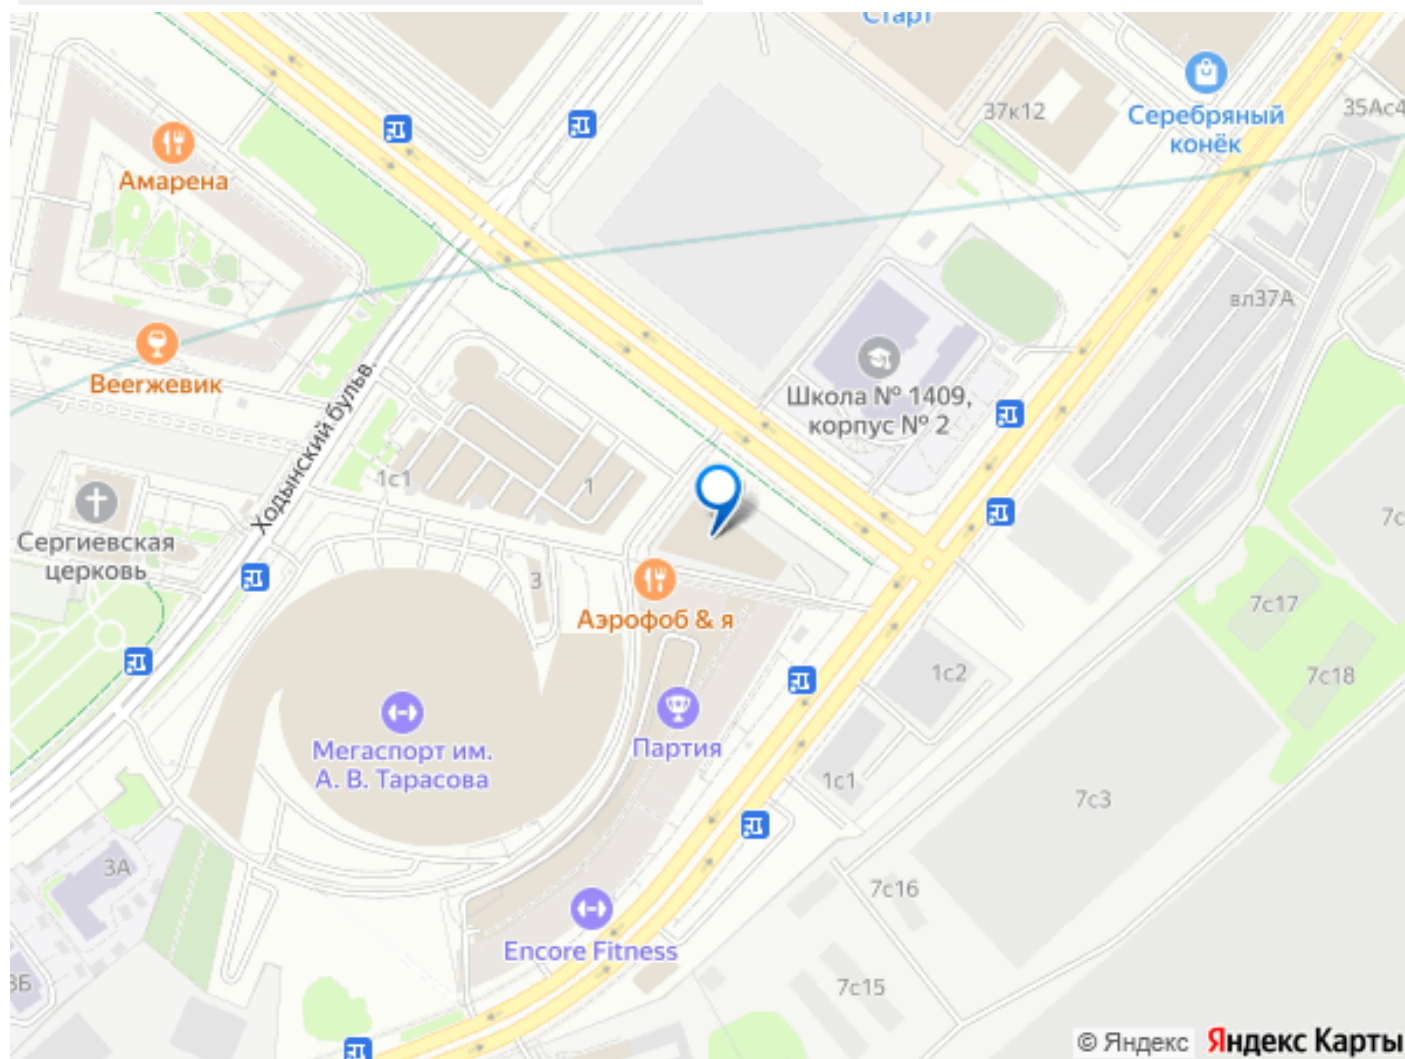 Старт
37к12
Серебряный
конёк
35Ас4
Амарена
вл37А
Beerжевик
Школа № 1409,
корпус № 2
Ходынский бульв.
1с1
1
Сергиевская
церковь
3
Аэрофоб & я
7с17
1с2
7с18
Мегаспорт им.
А. В. Тарасова
Партия
1с1
7с3
3А
7с16
Encore Fitness
3Б
7с15
© Яндекс Яндекс Карты